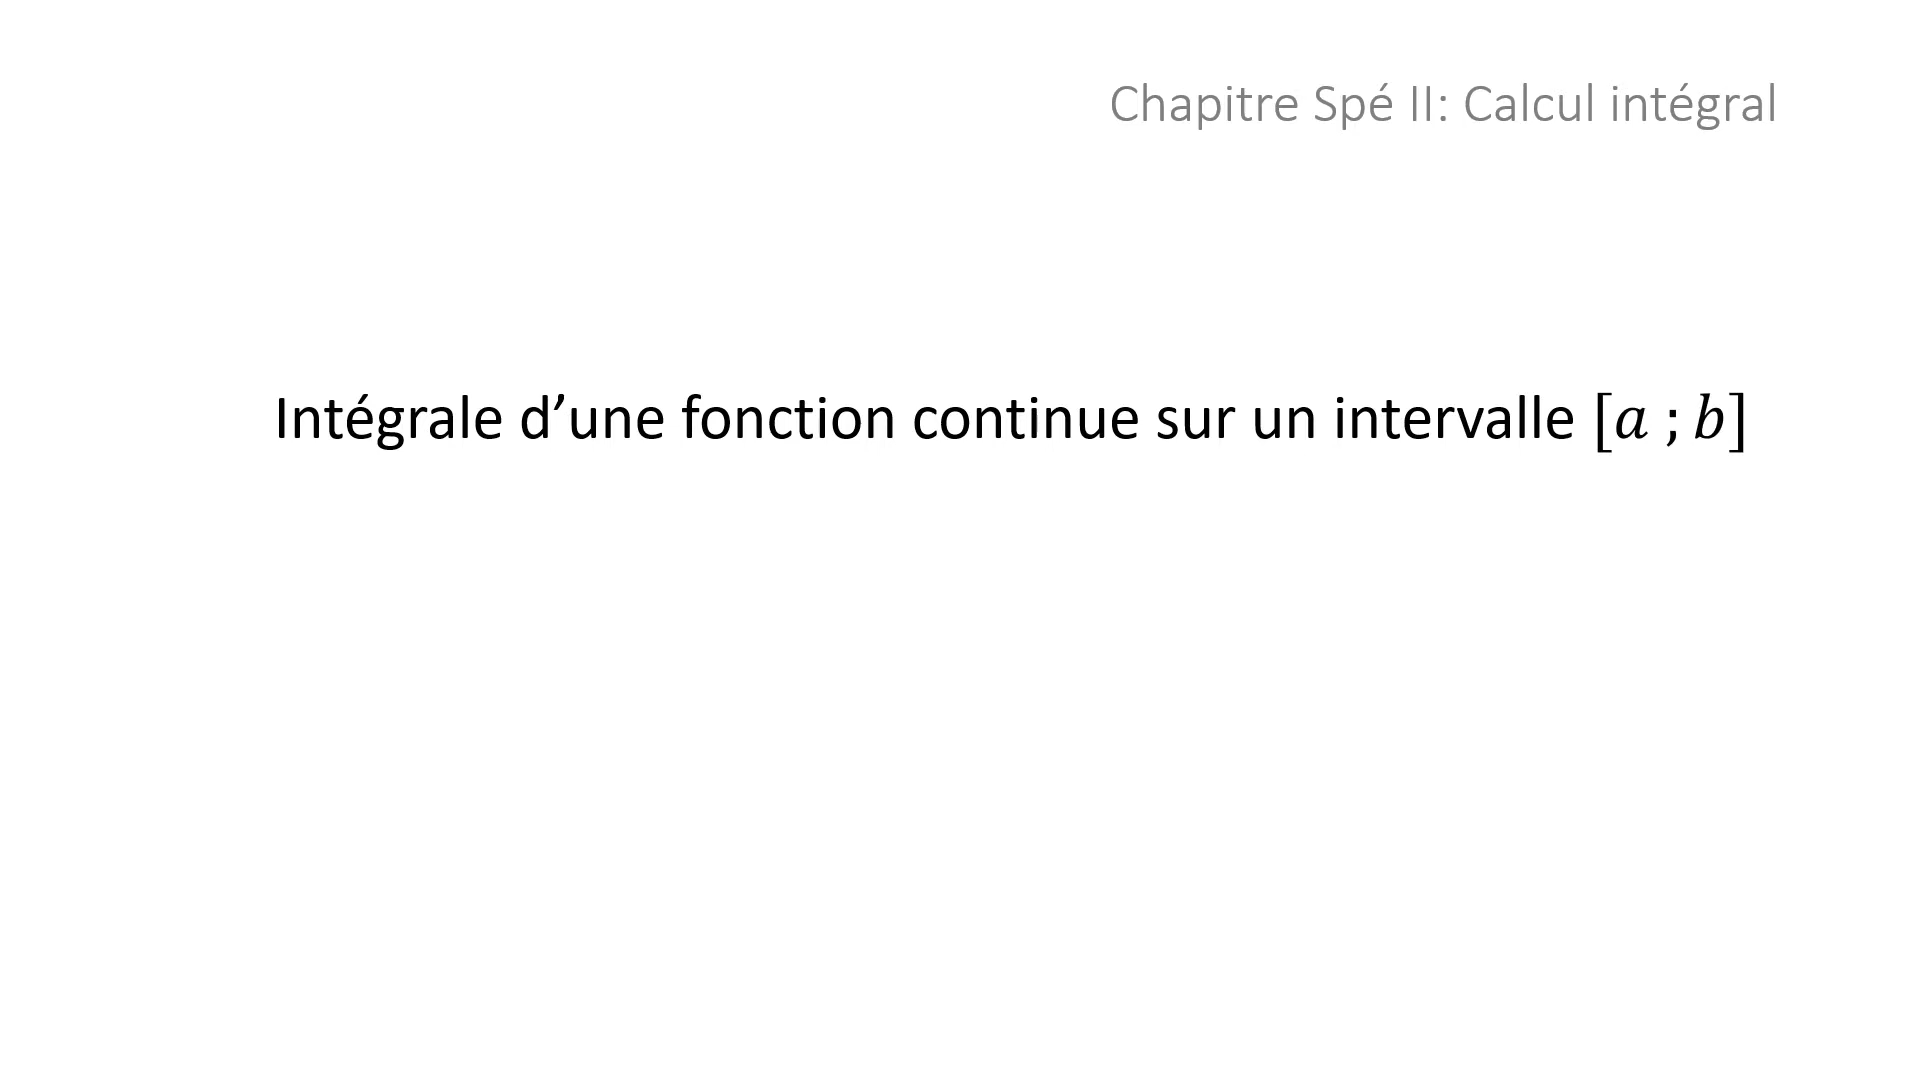 Chapitre Spé II: Calcul intégral
Intégrale d’une fonction continue sur un intervalle [𝑎 ; 𝑏]